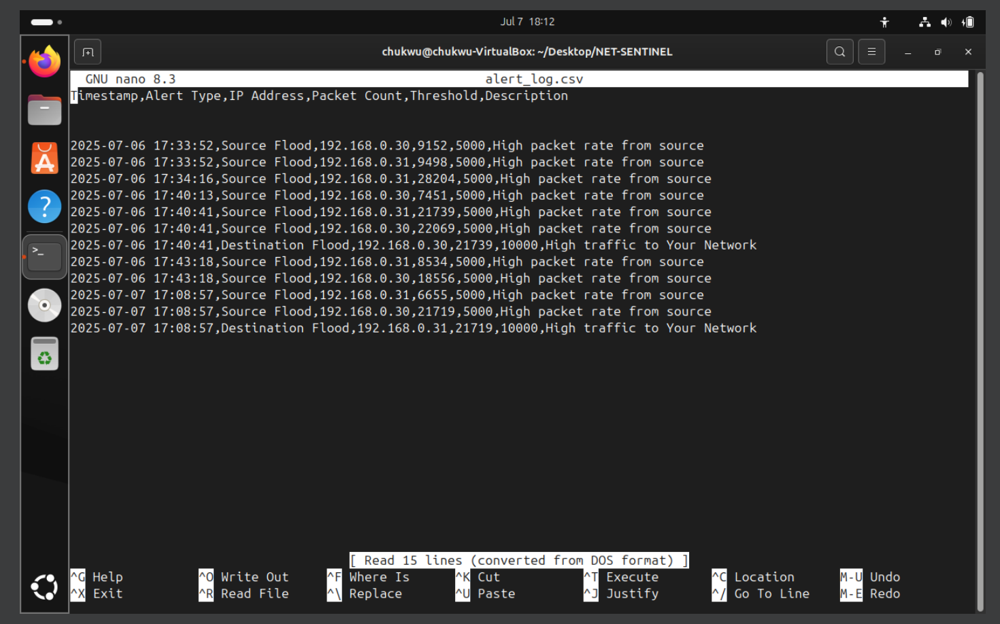 Jul 7 18:12
chukwu@chukwu-VirtualBox: ~/Desktop/NET-SENTINEL
GNU nano 8.3 alert_log.csv
Timestamp,Alert Type,IP Address,Packet Count,Threshold,Description
2025-07-06 17:33:52,Source Flood,192.168.0.30,9152,5000,High packet rate from source
2025-07-06 17:33:52,Source Flood,192.168.0.31,9498,5000,High packet rate from source
2025-07-06 17:34:16,Source Flood,192.168.0.31,28204,5000,High packet rate from source
2025-07-06 17:40:13,Source Flood,192.168.0.30,7451,5000,High packet rate from source
2025-07-06 17:40:41,Source Flood,192.168.0.31,21739,5000,High packet rate from source
2025-07-06 17:40:41,Source Flood,192.168.0.30,22069,5000,High packet rate from source
2025-07-06 17:40:41,Destination Flood,192.168.0.30,21739,10000,High traffic to Your Network
2025-07-06 17:43:18,Source Flood,192.168.0.31,8534,5000,High packet rate from source
2025-07-06 17:43:18,Source Flood,192.168.0.30,18556,5000,High packet rate from source
2025-07-07 17:08:57,Source Flood,192.168.0.31,6655,5000,High packet rate from source
2025-07-07 17:08:57,Source Flood,192.168.0.30,21719,5000,High packet rate from source
2025-07-07 17:08:57,Destination Flood,192.168.0.31,21719,10000,High traffic to Your Network
[ Read 15 lines (converted from DOS format) ]
^G Help ^O Write Out ^F Where Is ^K Cut ^T Execute ^C Location M-U Undo
^X Exit ^R Read File ^\ Replace ^U Paste ^J Justify ^/ Go To Line M-E Redo